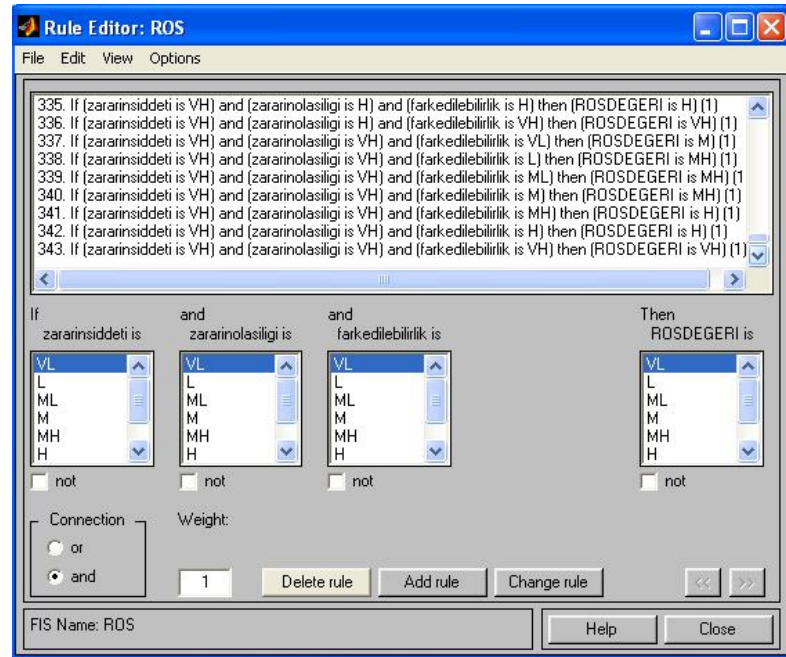 Rule Editor: ROS
File Edit View Options
335. If (zararinsiddeti is VH) and (zararinolasiligi is H) and (farkedilebilirlik is H) then (ROSDEGERI is H) (1)
336. If (zararinsiddeti is VH) and (zararinolasiligi is H) and (farkedilebilirlik is VH) then (ROSDEGERI is VH) (1)
337. If (zararinsiddeti is VH) and (zararinolasiligi is VH) and (farkedilebilirlik is VL) then (ROSDEGERI is M) (1)
338. If (zararinsiddeti is VH) and (zararinolasiligi is VH) and (farkedilebilirlik is L) then (ROSDEGERI is MH) (1)
339. If (zararinsiddeti is VH) and (zararinolasiligi is VH) and (farkedilebilirlik is ML) then (ROSDEGERI is MH) (1
340. If (zararinsiddeti is VH) and (zararinolasiligi is VH) and (farkedilebilirlik is M) then (ROSDEGERI is MH) (1)
341. If (zararinsiddeti is VH) and (zararinolasiligi is VH) and (farkedilebilirlik is MH) then (ROSDEGERI is H) (1)
342. If (zararinsiddeti is VH) and (zararinolasiligi is VH) and (farkedilebilirlik is H) then (ROSDEGERI is H) (1)
343. If (zararinsiddeti is VH) and (zararinolasiligi is VH) and (farkedilebilirlik is VH) then (ROSDEGERI is VH) (1)
If and and Then
zararinsiddeti is zararinolasiligi is farkedilebilirlik is ROSDEGERI is
VL VL VL VL
L L L L
ML ML ML ML
M M M M
MH MH MH MH
H H H H
not not not not
Connection Weight:
or
and 1 Delete rule Add rule Change rule << >>
FIS Name: ROS Help Close